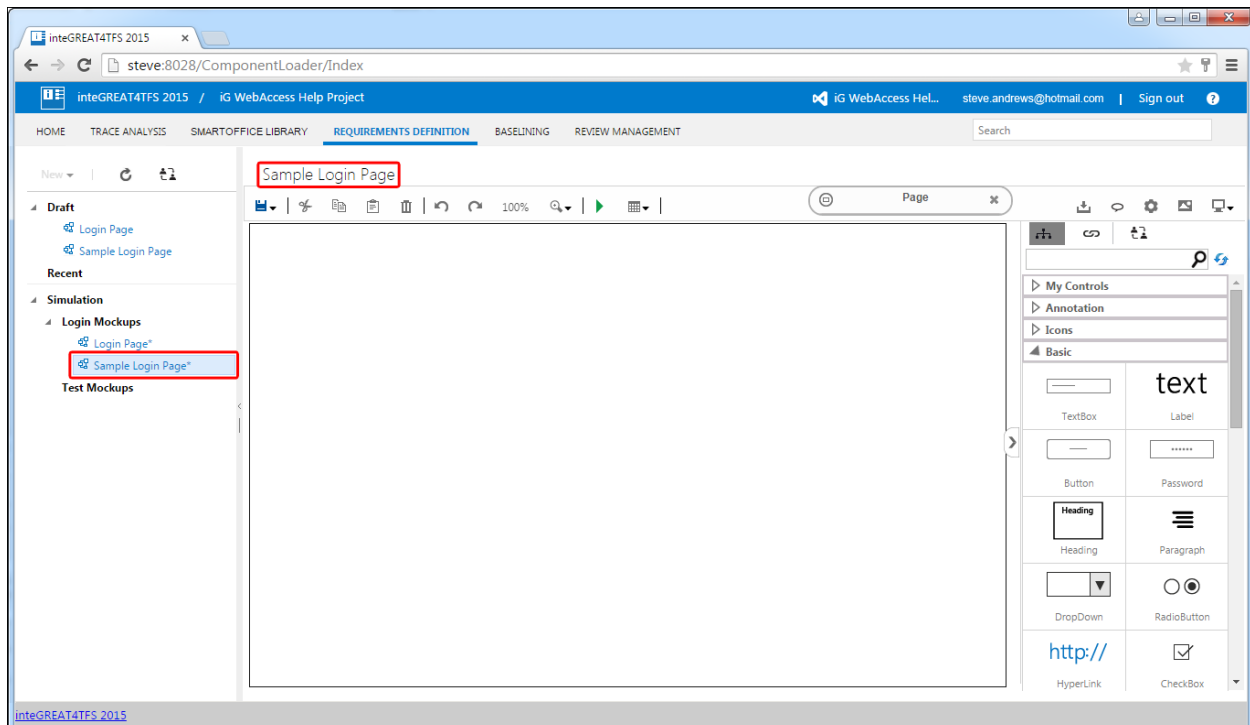 inteGREAT4TFS 2015
steve:8028/ComponentLoader/Index
inteGREAT4TFS 2015 / iG WebAccess Help Project
iG WebAccess Hel... steve.andrews@hotmail.com | Sign out ?
HOME TRACE ANALYSIS SMARTOFFICE LIBRARY REQUIREMENTS DEFINITION BASELINING REVIEW MANAGEMENT
Search
New
Draft
Login Page
Sample Login Page
Recent
Simulation
Login Mockups
Login Page*
Sample Login Page*
Test Mockups
Sample Login Page
100%
Page
My Controls
Annotation
Icons
Basic
text
TextBox Label
Button Password
Heading
Heading Paragraph
DropDown RadioButton
http://
HyperLink CheckBox
inteGREAT4TFS 2015